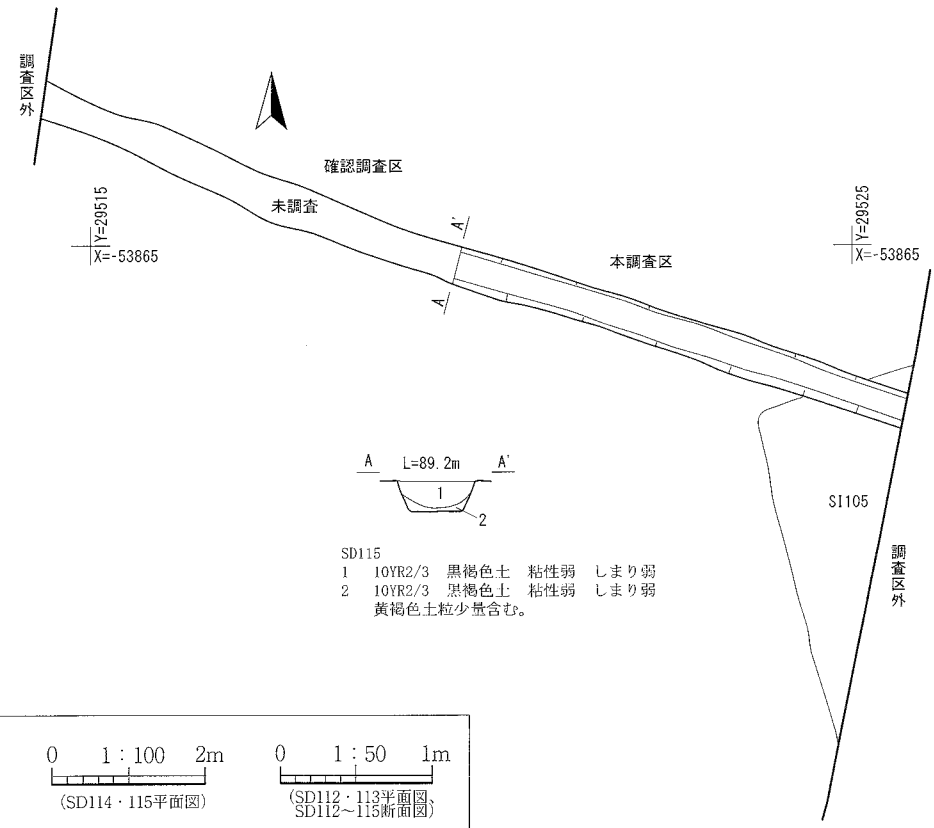 調査区外
確認調査区
未調査
Y=29515
X=-53865
A'
A
本調査区
Y=29525
X=-53865
A L=89.2m A'
1
2
SI105
調査区外
SD115
1 10YR2/3 黒褐色土 粘性弱 しまり弱
2 10YR2/3 黒褐色土 粘性弱 しまり弱
黄褐色土粒少量含む。
0 1:100 2m
(SD114・115平面図)
0 1:50 1m
(SD112・113平面図、
SD112～115断面図)